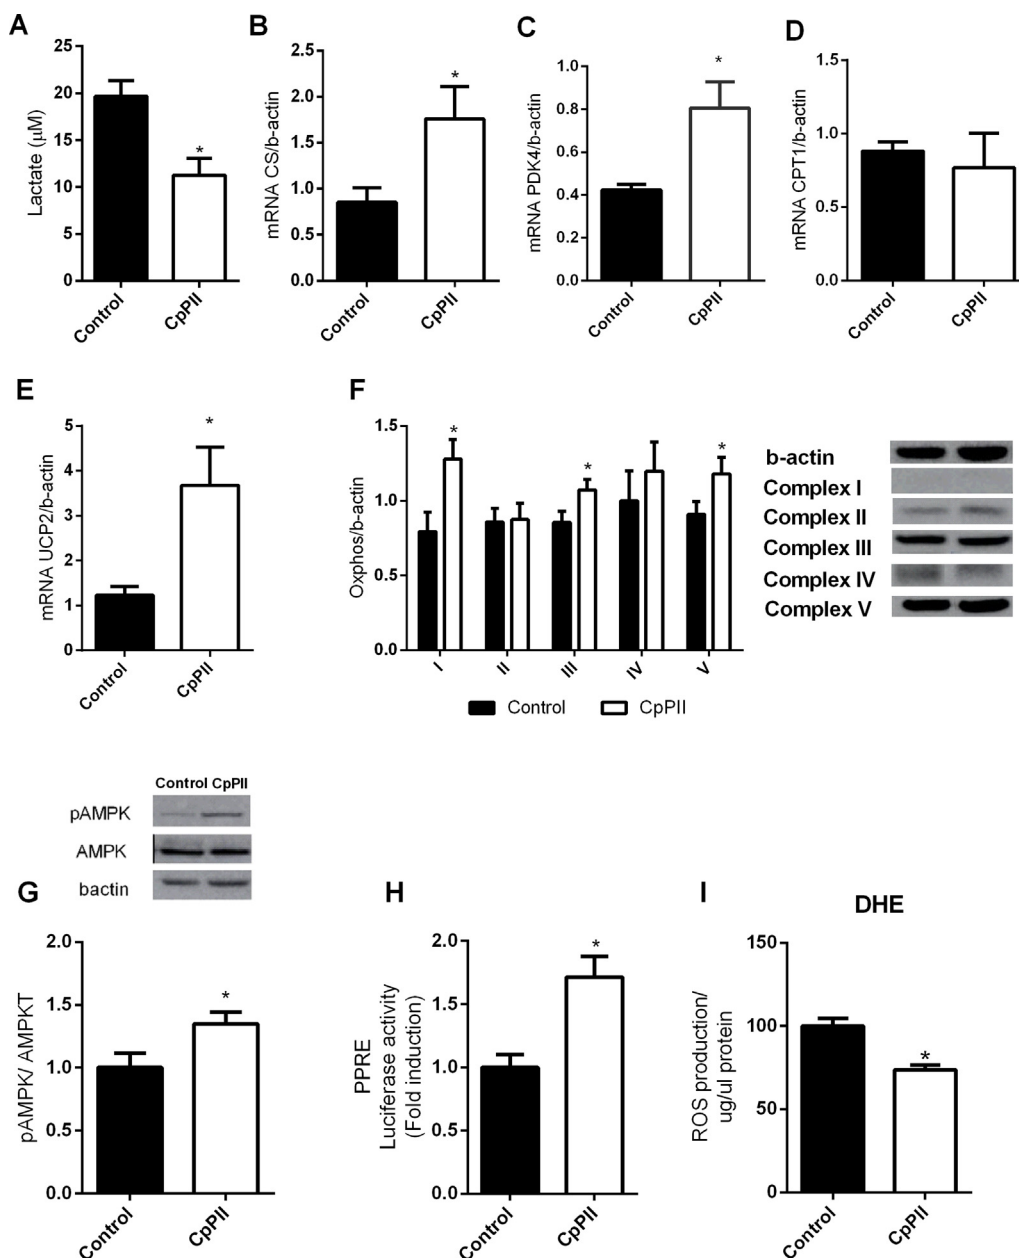 A
Lactate (µM)
25
20
15
10
5
0
Control
CpPII
*
B
mRNA CS/b-actin
2.5
2.0
1.5
1.0
0.5
0.0
Control
CpPII
*
C
mRNA PDK4/b-actin
1.0
0.8
0.6
0.4
0.2
0.0
Control
CpPII
*
D
mRNA CPT1/b-actin
1.5
1.0
0.5
0.0
Control
CpPII
E
mRNA UCP2/b-actin
5
4
3
2
1
0
Control
CpPII
*
F
Oxphos/b-actin
1.5
1.0
0.5
0.0
*
*
*
I
II
III
IV
V
Control
CpPII
b-actin
Complex I
Complex II
Complex III
Complex IV
Complex V
Control CpPII
pAMPK
AMPK
bactin
G
pAMPK/ AMPKT
2.0
1.5
1.0
0.5
0.0
Control
CpPII
*
H
PPRE
Luciferase activity
(Fold induction)
2.0
1.5
1.0
0.5
0.0
Control
CpPII
*
I
DHE
ROS production/
ug/ul protein
150
100
50
0
Control
CpPII
*